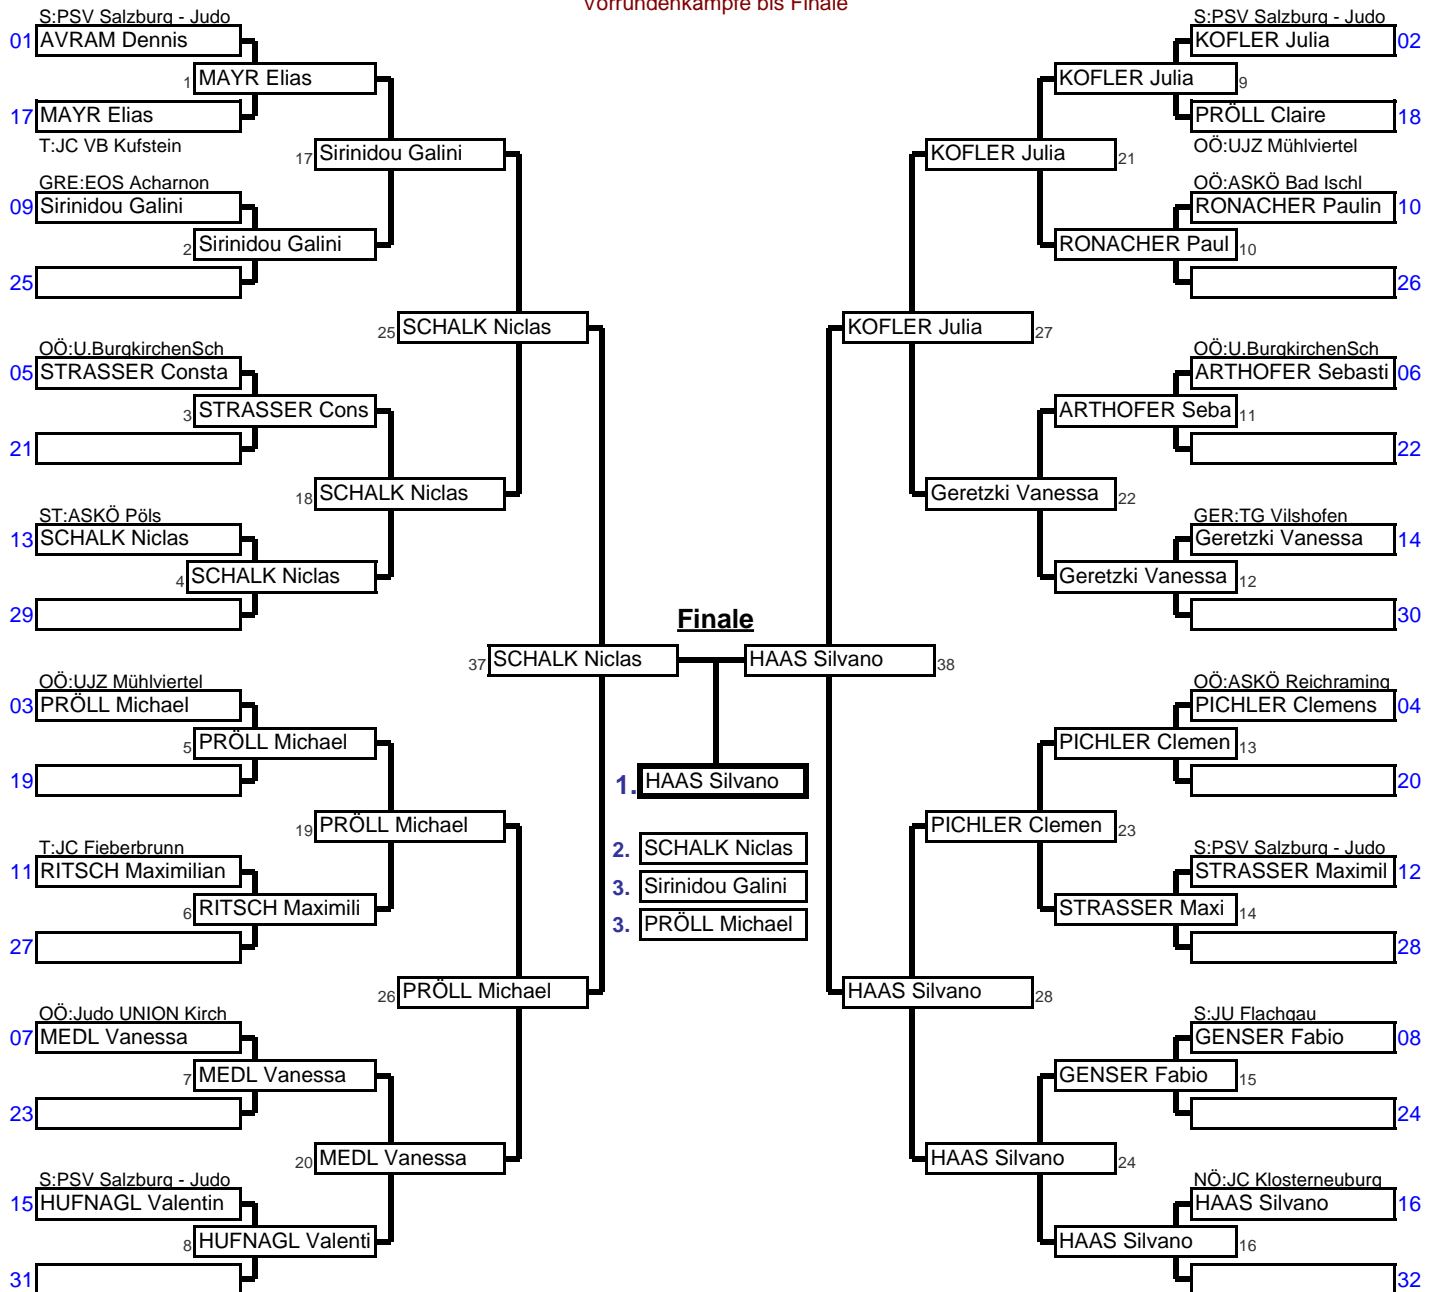 Vorrundenkämpfe bis Finale
S:PSV Salzburg - Judo
01 AVRAM Dennis
1 MAYR Elias
17 MAYR Elias
T:JC VB Kufstein
17 Sirinidou Galini
GRE:EOS Acharnon
09 Sirinidou Galini
2 Sirinidou Galini
25
25 SCHALK Niclas
OÖ:U.BurgkirchenSch
05 STRASSER Consta
3 STRASSER Cons
21
18 SCHALK Niclas
ST:ASKÖ Pöls
13 SCHALK Niclas
4 SCHALK Niclas
29
37 SCHALK Niclas
OÖ:UJZ Mühlviertel
03 PRÖLL Michael
5 PRÖLL Michael
19
19 PRÖLL Michael
T:JC Fieberbrunn
11 RITSCH Maximilian
6 RITSCH Maximili
27
26 PRÖLL Michael
OÖ:Judo UNION Kirch
07 MEDL Vanessa
7 MEDL Vanessa
23
20 MEDL Vanessa
S:PSV Salzburg - Judo
15 HUFNAGL Valentin
8 HUFNAGL Valenti
31
Finale
1. HAAS Silvano
2. SCHALK Niclas
3. Sirinidou Galini
3. PRÖLL Michael
S:PSV Salzburg - Judo
KOFLER Julia 02
KOFLER Julia 9
PRÖLL Claire 18
OÖ:UJZ Mühlviertel
KOFLER Julia 21
OÖ:ASKÖ Bad Ischl
RONACHER Paulin 10
RONACHER Paul 10
26
KOFLER Julia 27
OÖ:U.BurgkirchenSch
ARTHOFER Sebasti 06
ARTHOFER Seba 11
22
Geretzki Vanessa 22
GER:TG Vilshofen
Geretzki Vanessa 14
Geretzki Vanessa 12
30
HAAS Silvano 38
OÖ:ASKÖ Reichraming
PICHLER Clemens 04
PICHLER Clemen 13
20
PICHLER Clemen 23
S:PSV Salzburg - Judo
STRASSER Maximil 12
STRASSER Maxi 14
28
HAAS Silvano 28
S:JU Flachgau
GENSER Fabio 08
GENSER Fabio 15
24
HAAS Silvano 24
NÖ:JC Klosterneuburg
HAAS Silvano 16
HAAS Silvano 16
32